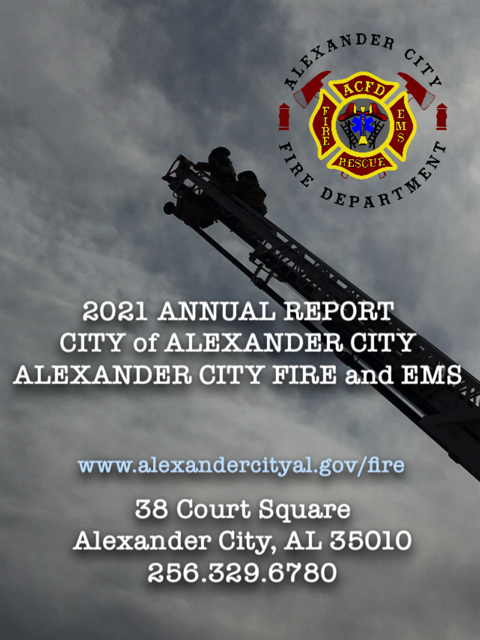 ALEXANDER CITY
ACFD
FIRE
EMS
RESCUE
FIRE DEPARTMENT
2021 ANNUAL REPORT
CITY of ALEXANDER CITY
ALEXANDER CITY FIRE and EMS
www.alexandercityal.gov/fire
38 Court Square
Alexander City, AL 35010
256.329.6780